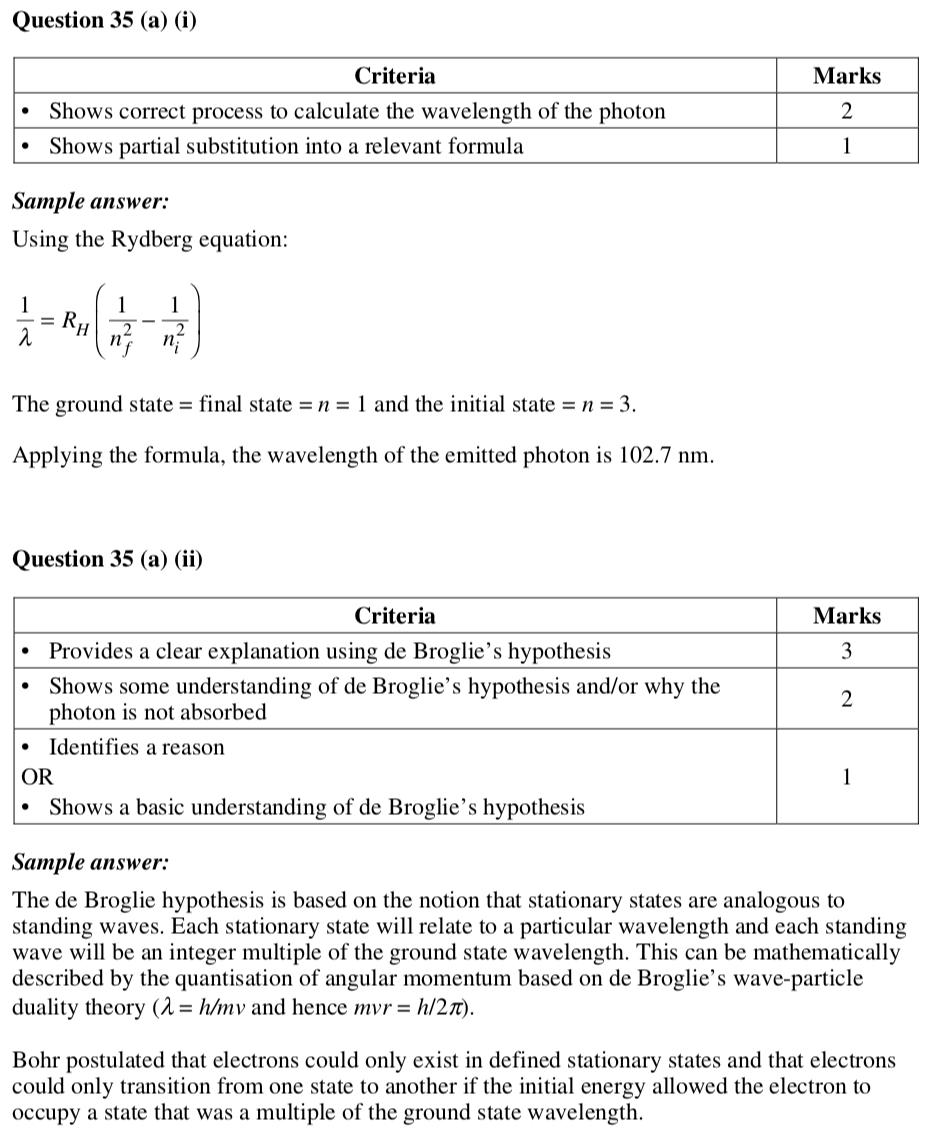 Question 35 (a) (i)
Criteria Marks
• Shows correct process to calculate the wavelength of the photon 2
• Shows partial substitution into a relevant formula 1
Sample answer:
Using the Rydberg equation:
1/λ = R_H (1/n_f^2 − 1/n_i^2)
The ground state = final state = n = 1 and the initial state = n = 3.
Applying the formula, the wavelength of the emitted photon is 102.7 nm.
Question 35 (a) (ii)
Criteria Marks
• Provides a clear explanation using de Broglie’s hypothesis 3
• Shows some understanding of de Broglie’s hypothesis and/or why the
photon is not absorbed 2
• Identifies a reason
OR 1
• Shows a basic understanding of de Broglie’s hypothesis
Sample answer:
The de Broglie hypothesis is based on the notion that stationary states are analogous to
standing waves. Each stationary state will relate to a particular wavelength and each standing
wave will be an integer multiple of the ground state wavelength. This can be mathematically
described by the quantisation of angular momentum based on de Broglie’s wave-particle
duality theory (λ = h/mv and hence mvr = h/2π).
Bohr postulated that electrons could only exist in defined stationary states and that electrons
could only transition from one state to another if the initial energy allowed the electron to
occupy a state that was a multiple of the ground state wavelength.